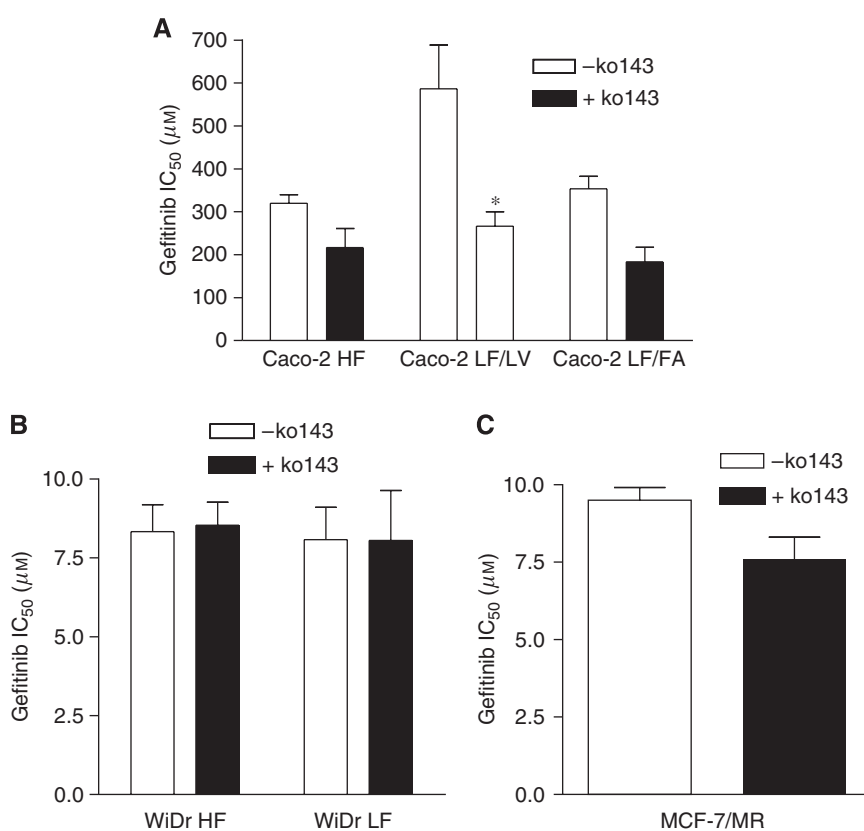 A
700
600
500
400
300
200
100
0
Gefitinib IC50 (μM)
–ko143
+ ko143
*
Caco-2 HF
Caco-2 LF/LV
Caco-2 LF/FA
B
–ko143
+ ko143
10.0
7.5
5.0
2.5
0.0
Gefitinib IC50 (μM)
WiDr HF
WiDr LF
C
–ko143
+ ko143
10.0
7.5
5.0
2.5
0.0
Gefitinib IC50 (μM)
MCF-7/MR